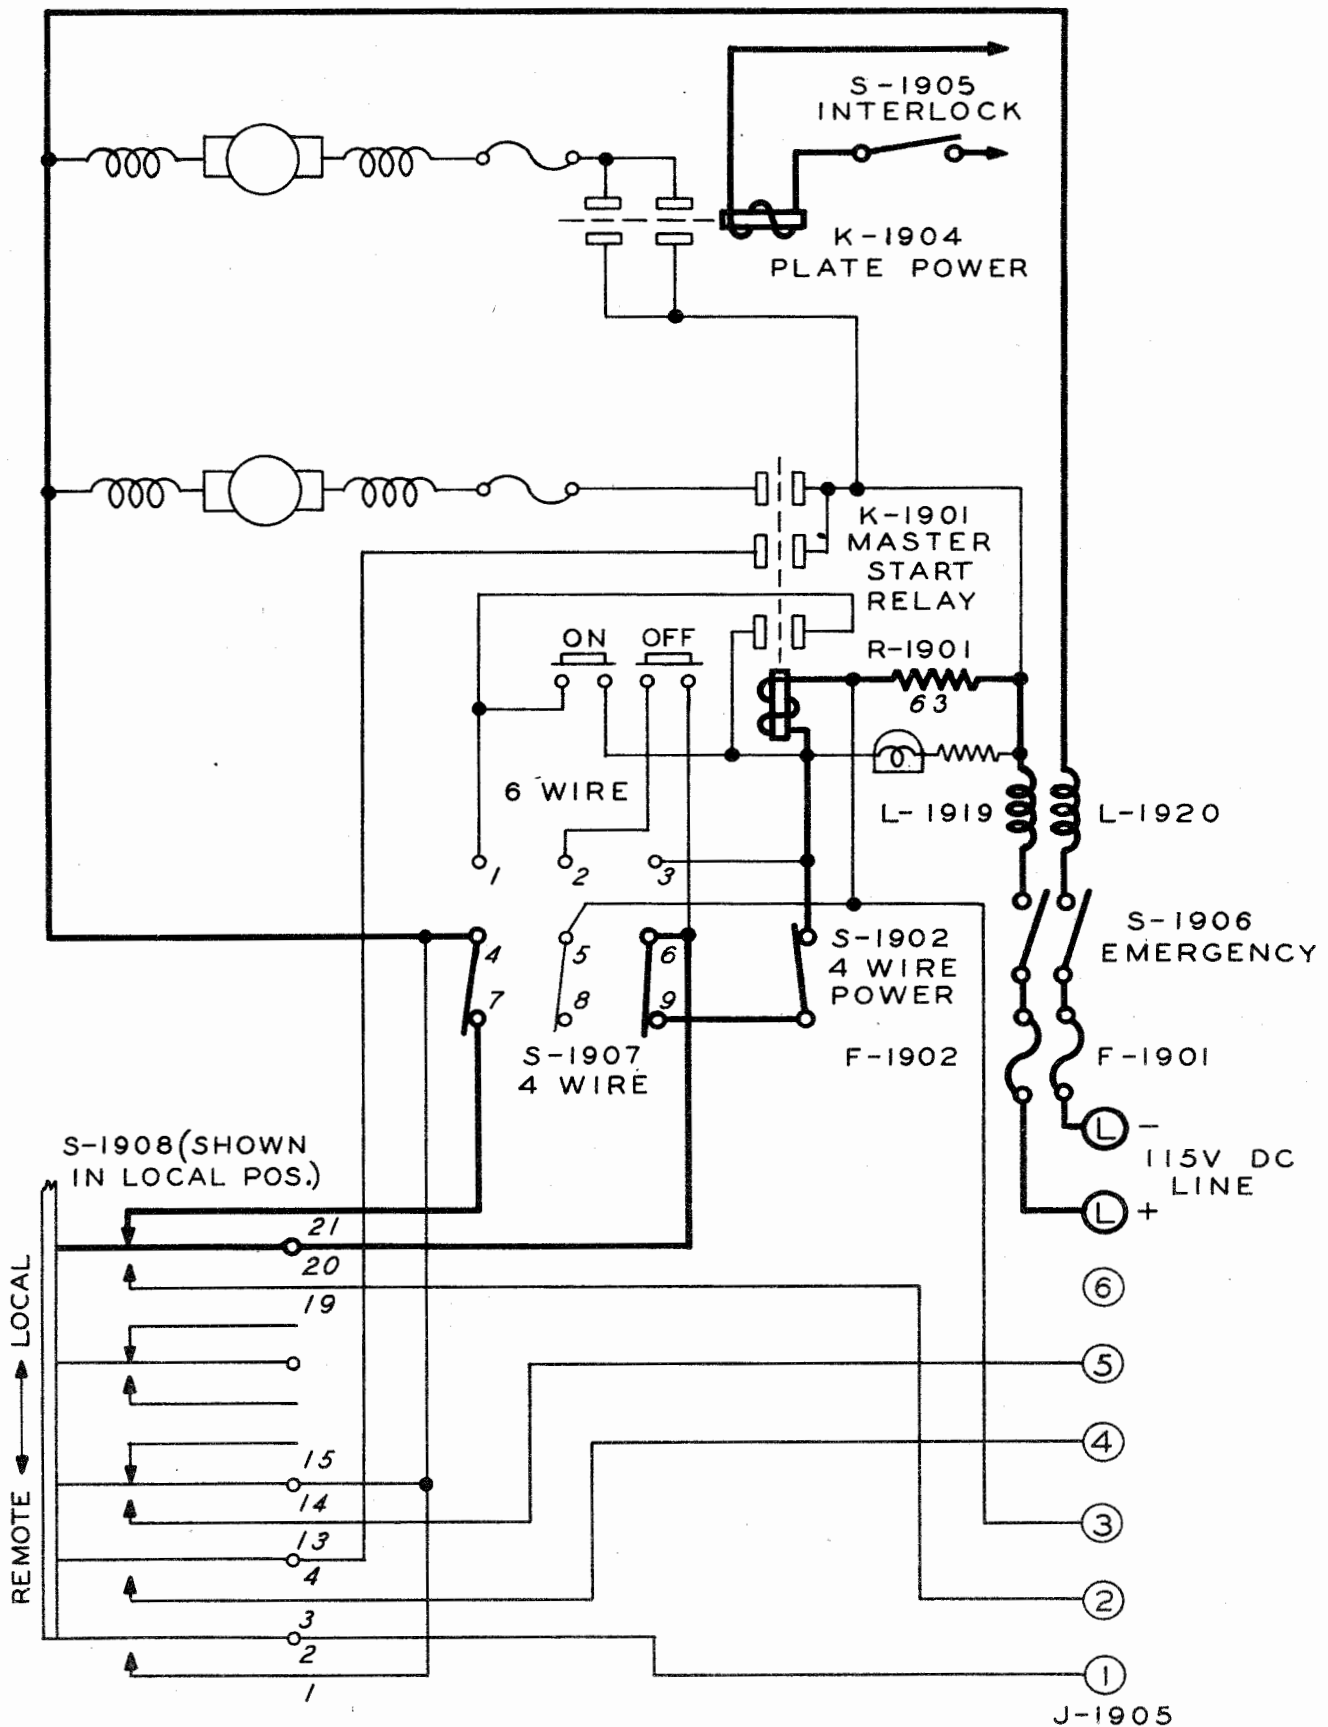 S-1905
INTERLOCK
K-1904
PLATE POWER
K-1901
MASTER
START
RELAY
ON OFF
R-1901
63
6 WIRE
L-1919
L-1920
1
2
3
S-1906
EMERGENCY
S-1902
4 WIRE
POWER
4
5
6
7
8
9
S-1907
4 WIRE
F-1902
F-1901
L −
115V DC
LINE
L +
S-1908 (SHOWN
IN LOCAL POS.)
21
20
19
LOCAL
REMOTE
15
14
13
4
3
2
1
6
5
4
3
2
1
J-1905